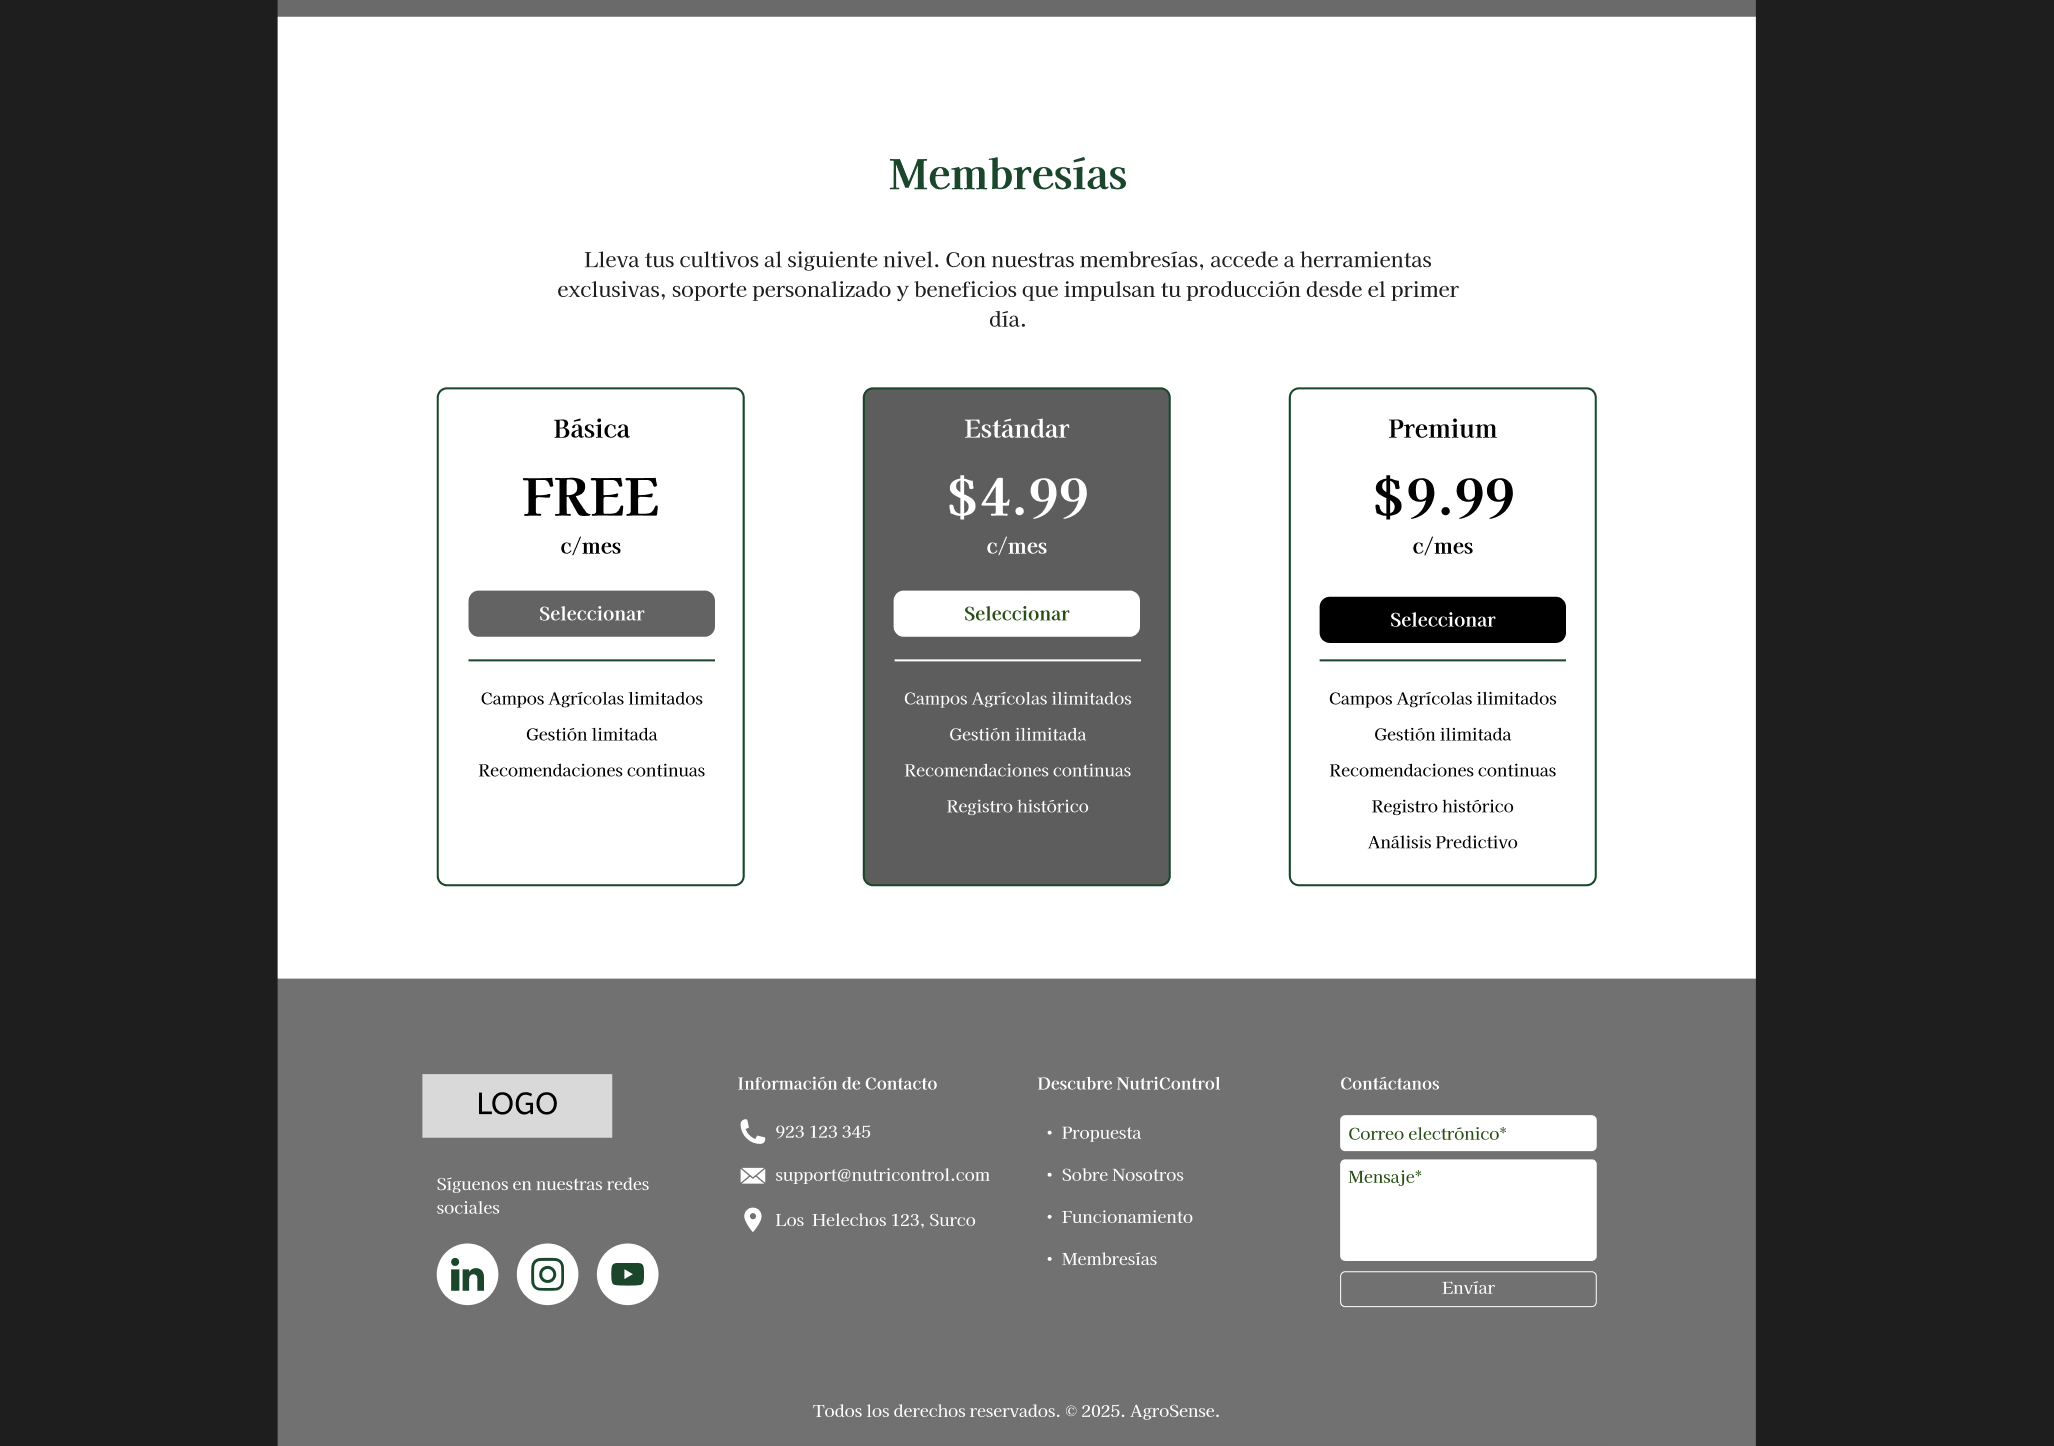 Membresías
Lleva tus cultivos al siguiente nivel. Con nuestras membresías, accede a herramientas
exclusivas, soporte personalizado y beneficios que impulsan tu producción desde el primer
día.
Básica
FREE
c/mes
Seleccionar
Campos Agrícolas limitados
Gestión limitada
Recomendaciones continuas
Estándar
$4.99
c/mes
Seleccionar
Campos Agrícolas ilimitados
Gestión ilimitada
Recomendaciones continuas
Registro histórico
Premium
$9.99
c/mes
Seleccionar
Campos Agrícolas ilimitados
Gestión ilimitada
Recomendaciones continuas
Registro histórico
Análisis Predictivo
LOGO
Síguenos en nuestras redes
sociales
in
Información de Contacto
923 123 345
support@nutricontrol.com
Los Helechos 123, Surco
Descubre NutriControl
• Propuesta
• Sobre Nosotros
• Funcionamiento
• Membresías
Contáctanos
Correo electrónico*
Mensaje*
Envíar
Todos los derechos reservados. © 2025. AgroSense.